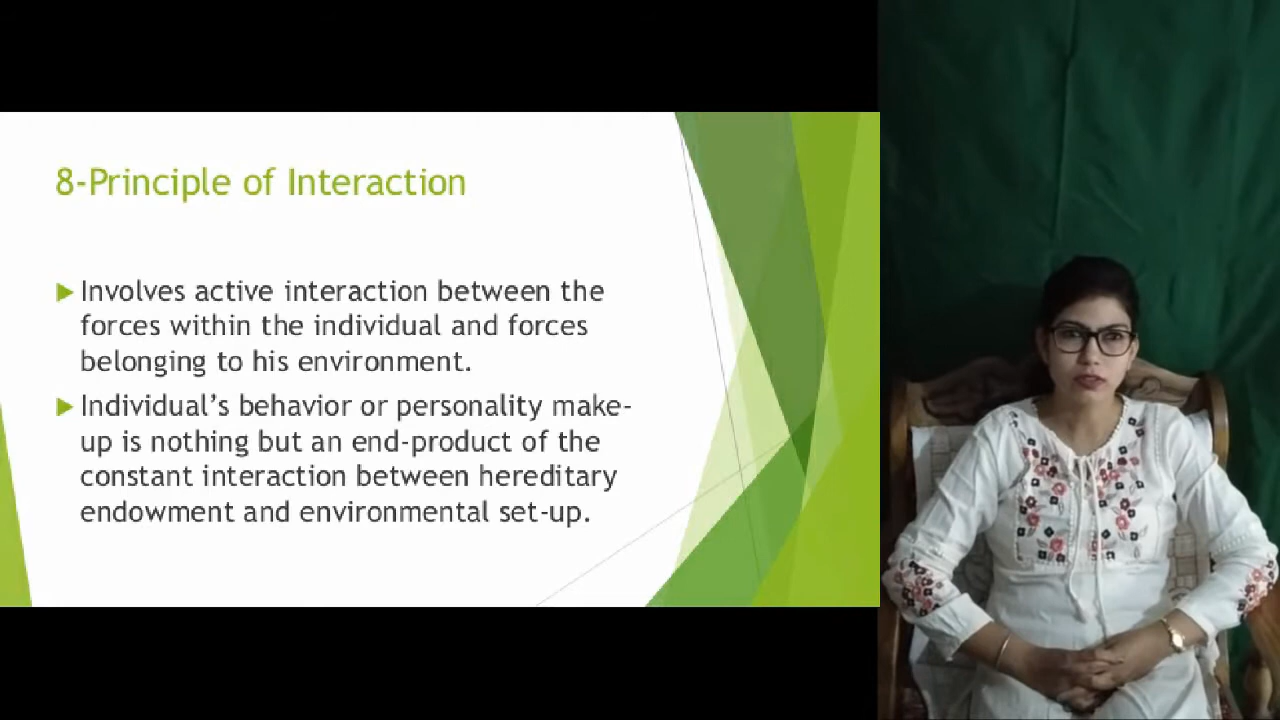 8-Principle of Interaction
Involves active interaction between the
forces within the individual and forces
belonging to his environment.
Individual’s behavior or personality make-
up is nothing but an end-product of the
constant interaction between hereditary
endowment and environmental set-up.